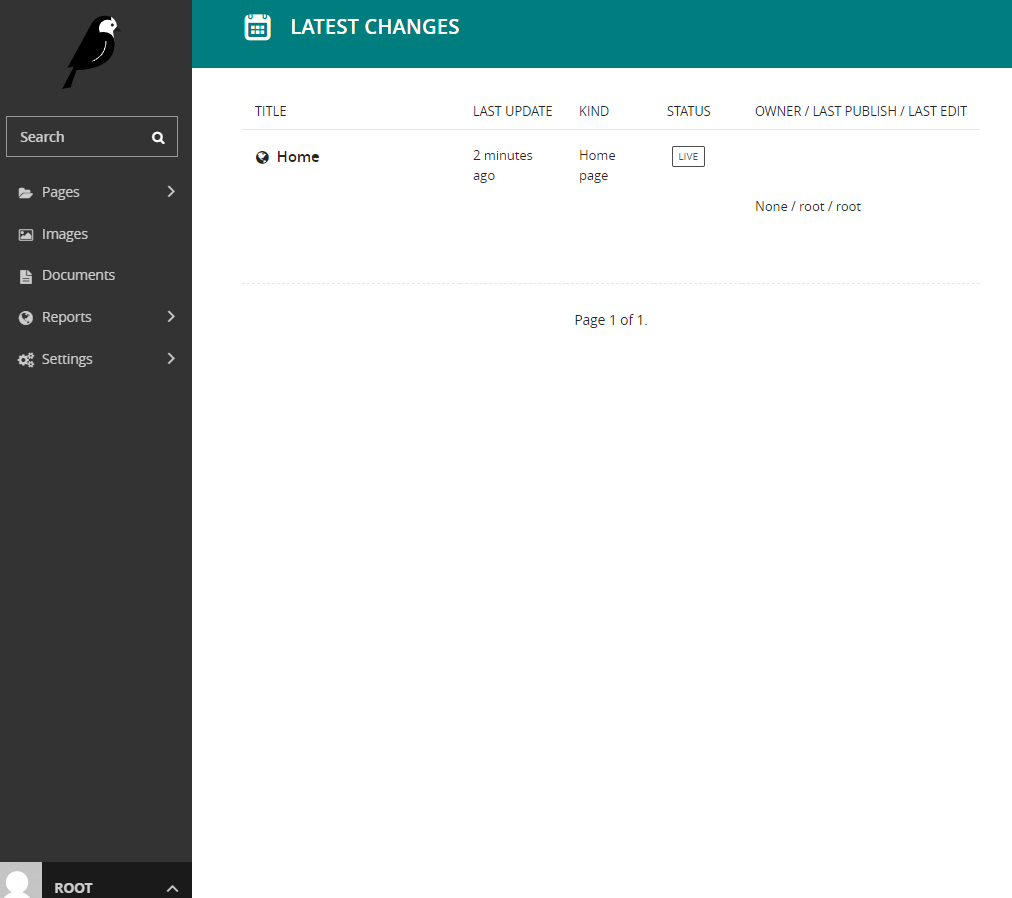 LATEST CHANGES
Search
Pages
Images
Documents
Reports
Settings
ROOT
TITLE LAST UPDATE KIND STATUS OWNER / LAST PUBLISH / LAST EDIT
Home 2 minutes ago Home page LIVE
None / root / root
Page 1 of 1.